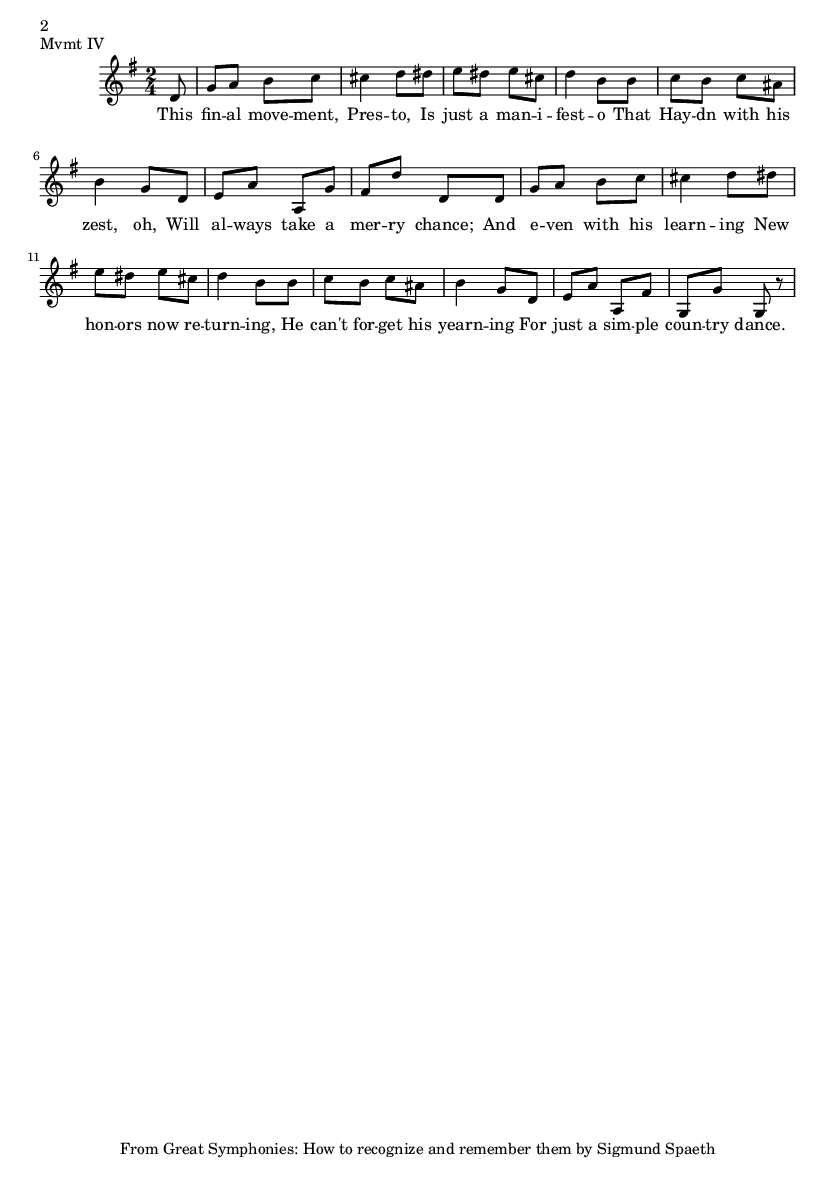 2
Mvmt IV
This fin -- al move -- ment, Pres -- to, Is just a man -- i -- fest -- o That Hay -- dn with his
6
zest, oh, Will al -- ways take a mer -- ry chance; And e -- ven with his learn -- ing New
11
hon -- ors now re -- turn -- ing, He can't for -- get his yearn -- ing For just a sim -- ple coun -- try dance.
From Great Symphonies: How to recognize and remember them by Sigmund Spaeth